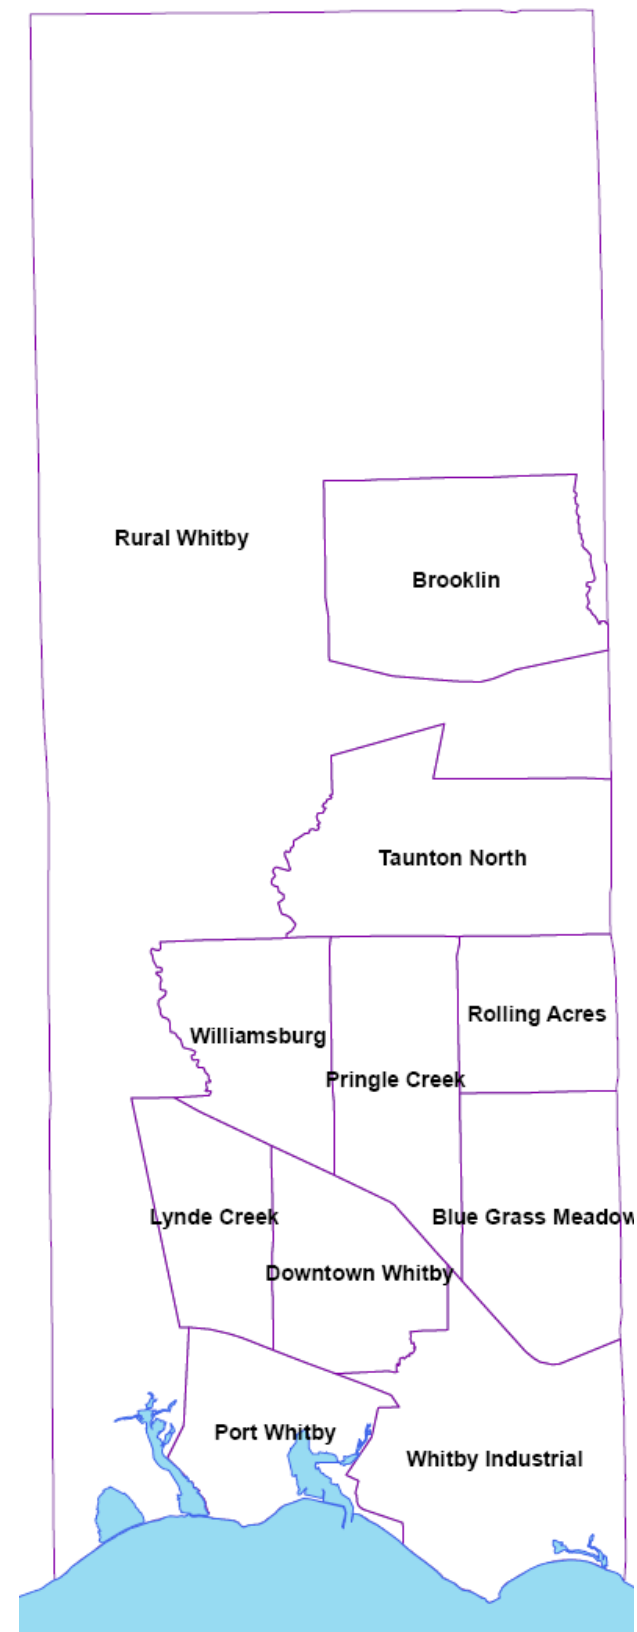 Rural Whitby
Brooklin
Taunton North
Rolling Acres
Williamsburg
Pringle Creek
Lynde Creek
Blue Grass Meadow
Downtown Whitby
Port Whitby
Whitby Industrial